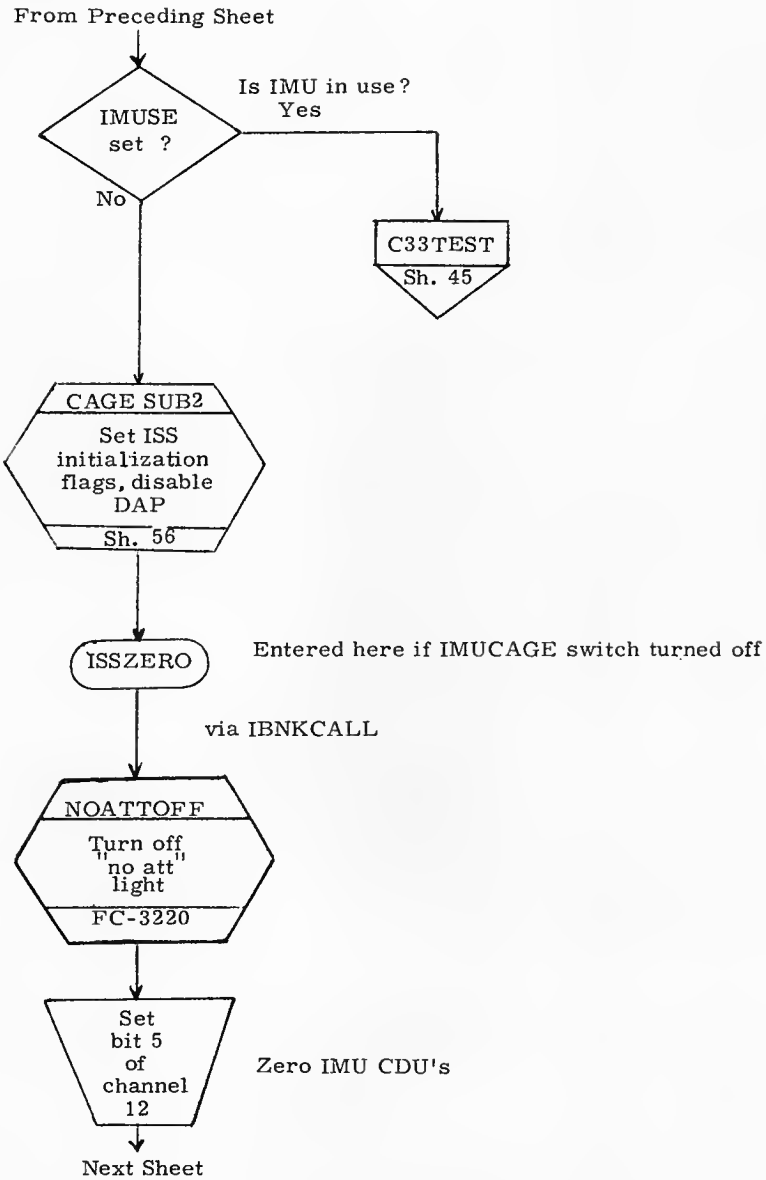 From Preceding Sheet
IMUSE
set ?
Is IMU in use?
Yes
No
C33TEST
Sh. 45
CAGE SUB2
Set ISS
initialization
flags, disable
DAP
Sh. 56
ISSZERO
Entered here if IMUCAGE switch turned off
via IBNKCALL
NOATTOFF
Turn off
"no att"
light
FC-3220
Set
bit 5
of
channel
12
Zero IMU CDU's
Next Sheet